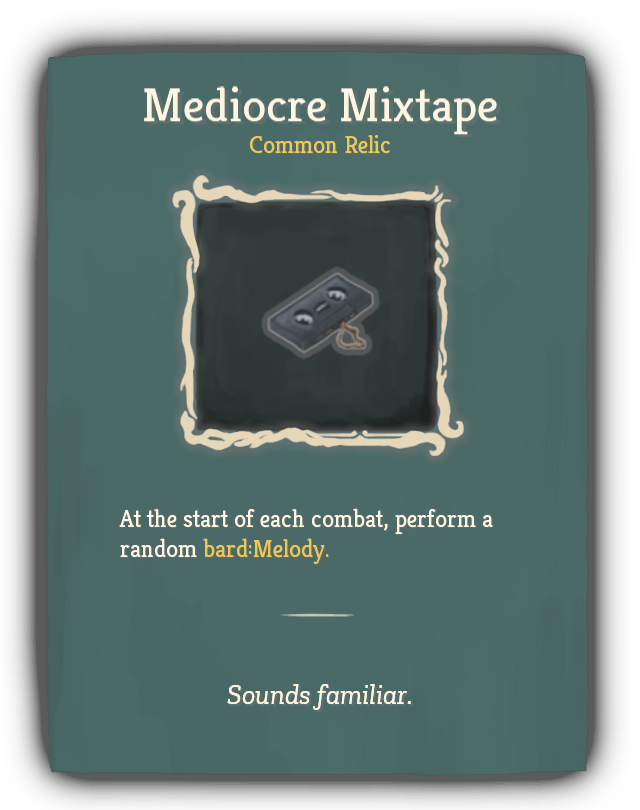 Mediocre Mixtape
Common Relic
At the start of each combat, perform a
random bard:Melody.
Sounds familiar.